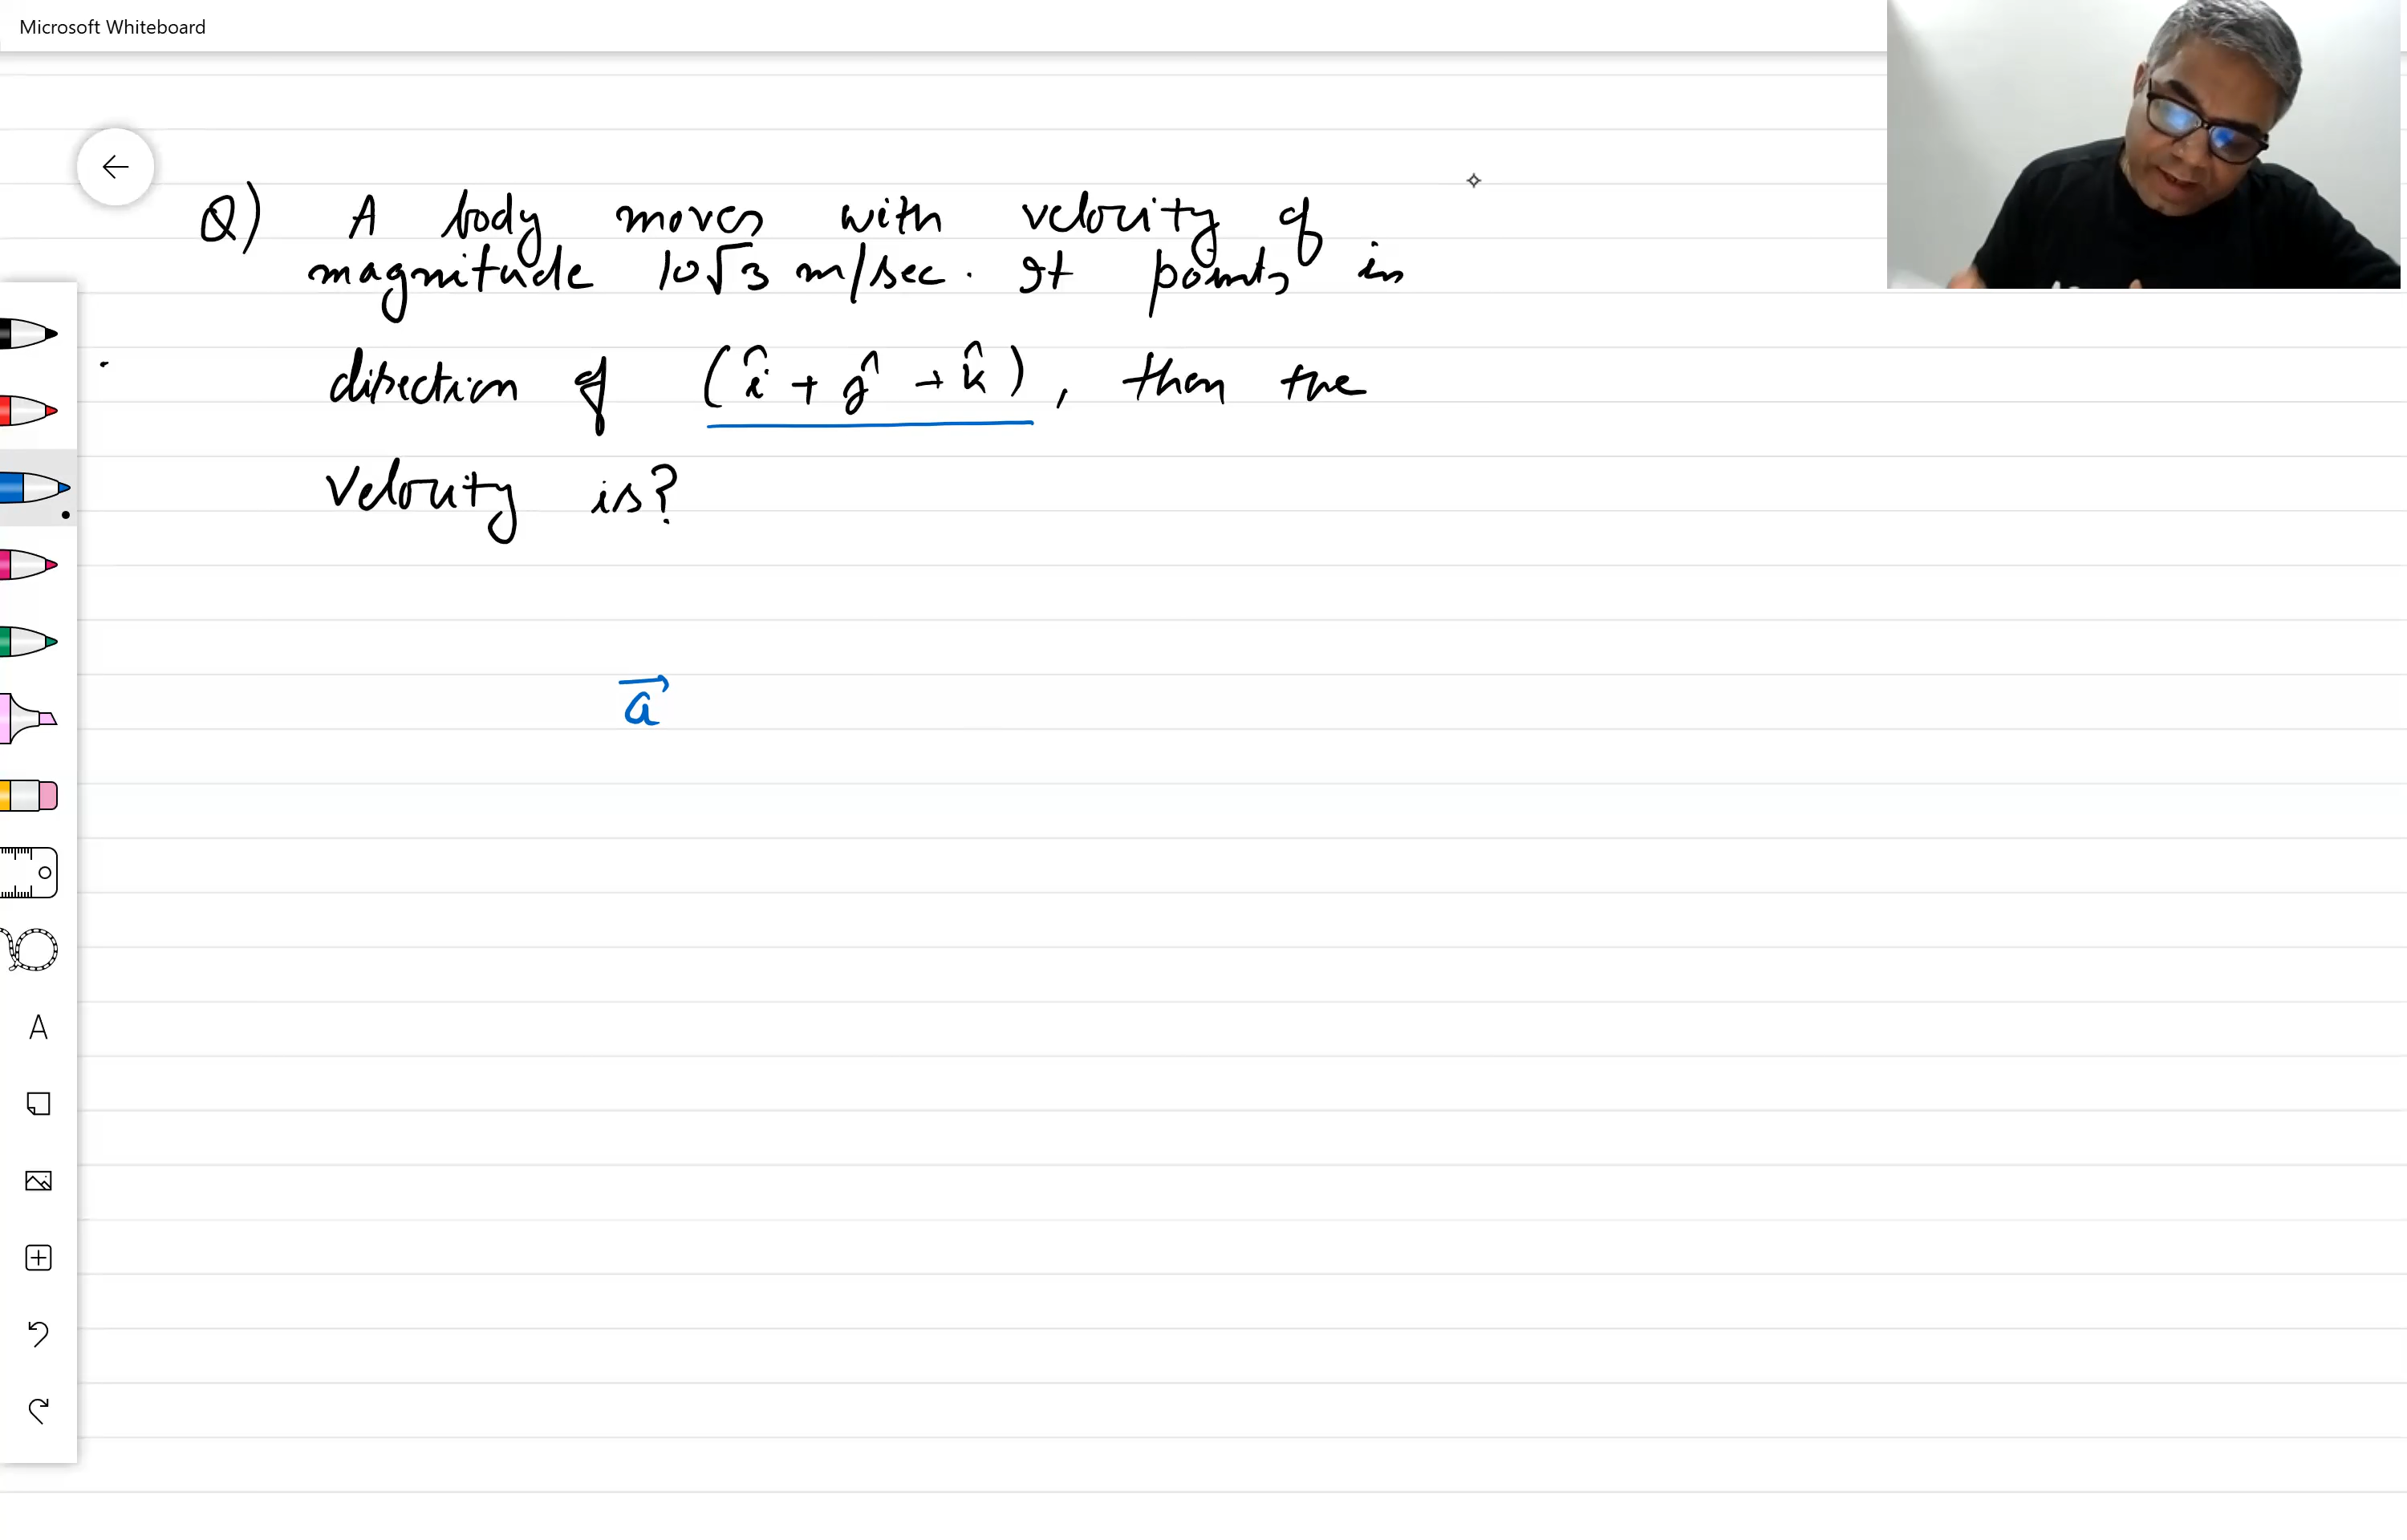 Microsoft Whiteboard
Q) A body moves with velocity of
magnitude 10√3 m/sec. It points in
direction of (î + ĵ + k̂), then the
velocity is?
a⃗
A